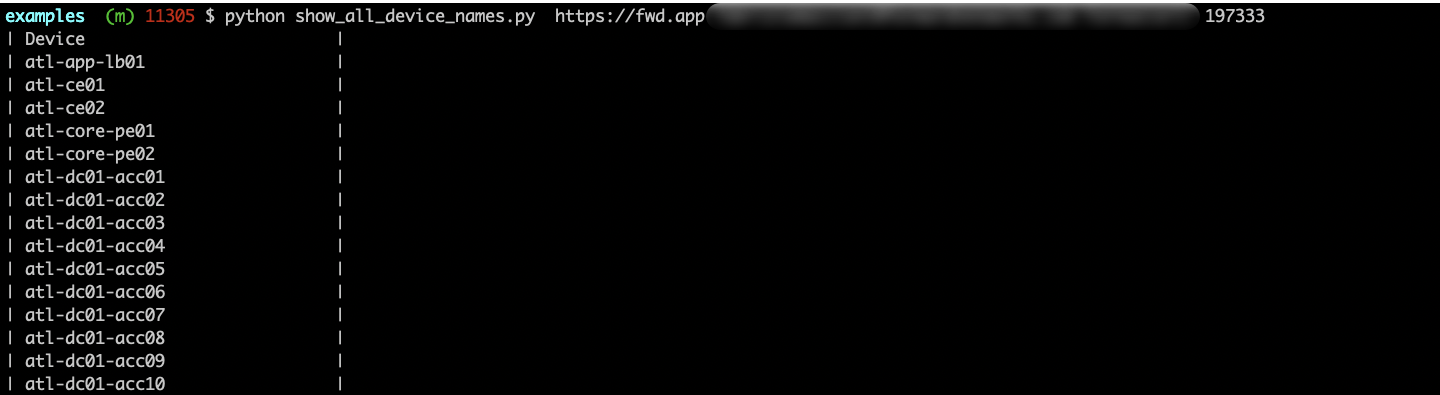 examples (m) 11305 $ python show_all_device_names.py https://fwd.app 197333
| Device |
| atl-app-lb01 |
| atl-ce01 |
| atl-ce02 |
| atl-core-pe01 |
| atl-core-pe02 |
| atl-dc01-acc01 |
| atl-dc01-acc02 |
| atl-dc01-acc03 |
| atl-dc01-acc04 |
| atl-dc01-acc05 |
| atl-dc01-acc06 |
| atl-dc01-acc07 |
| atl-dc01-acc08 |
| atl-dc01-acc09 |
| atl-dc01-acc10 |